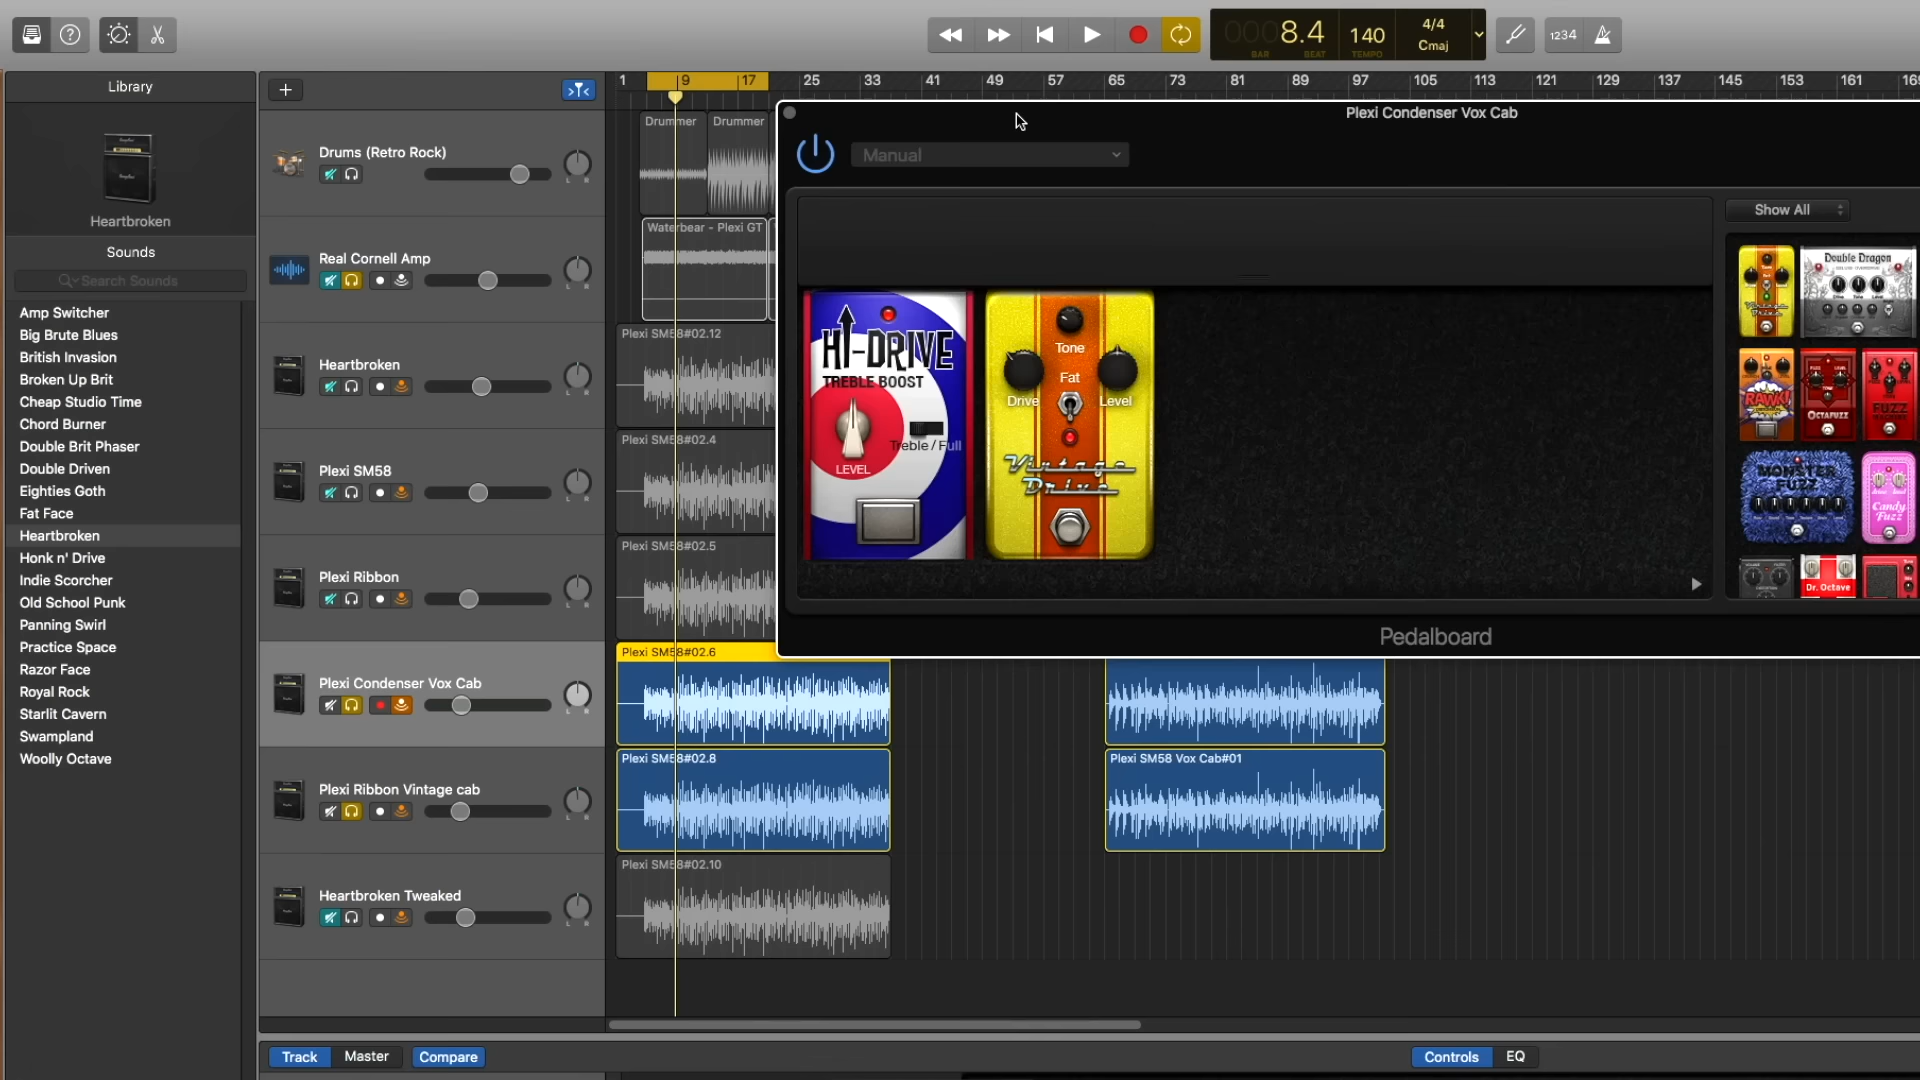 8.4
140
4/4
Cmaj
BAR
BEAT
TEMPO
1234
Library
Heartbroken
Sounds
Search Sounds
Amp Switcher
Big Brute Blues
British Invasion
Broken Up Brit
Cheap Studio Time
Chord Burner
Double Brit Phaser
Double Driven
Eighties Goth
Fat Face
Heartbroken
Honk n' Drive
Indie Scorcher
Old School Punk
Panning Swirl
Practice Space
Razor Face
Royal Rock
Starlit Cavern
Swampland
Woolly Octave
1 9 17 25 33 41 49 57 65 73 81 89 97 105 113 121 129 137 145 153 161
Drums (Retro Rock)
Real Cornell Amp
Heartbroken
Plexi SM58
Plexi Ribbon
Plexi Condenser Vox Cab
Plexi Ribbon Vintage cab
Heartbroken Tweaked
Drummer Drummer
Waterbear - Plexi GT
Plexi SM58#02.12
Plexi SM58#02.4
Plexi SM58#02.5
Plexi SM58#02.6
Plexi SM58#02.8
Plexi SM58 Vox Cab#01
Plexi SM58#02.10
Plexi Condenser Vox Cab
Manual
Show All
HI-DRIVE
TREBLE BOOST
Treble / Full
LEVEL
Tone
Fat
Drive Level
Vintage
Drive
Double Dragon
RAWK!
OCTAFUZZ
FUZZ
MONSTER
FUZZ
Candy
Fuzz
Dr. Octave
Pedalboard
Track Master Compare
Controls EQ